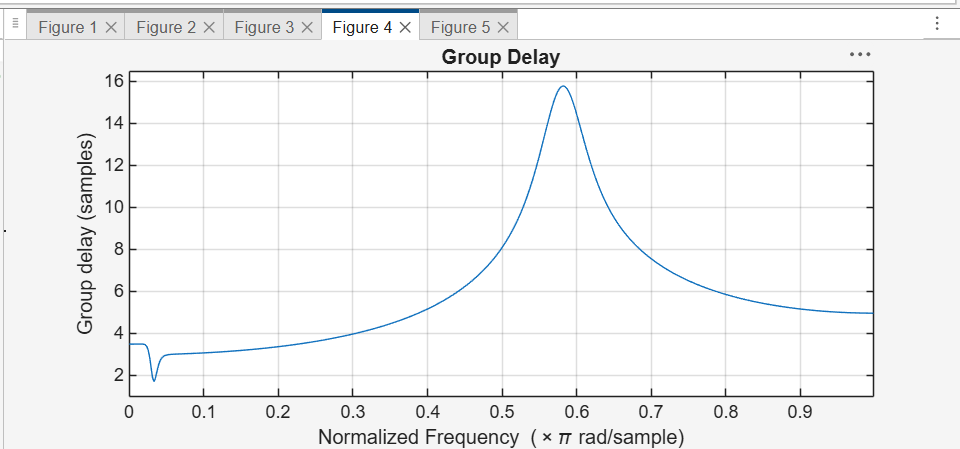 Figure 1 × Figure 2 × Figure 3 × Figure 4 × Figure 5 ×
Group Delay
16
14
12
10
8
6
4
2
Group delay (samples)
0 0.1 0.2 0.3 0.4 0.5 0.6 0.7 0.8 0.9
Normalized Frequency ( × π rad/sample)